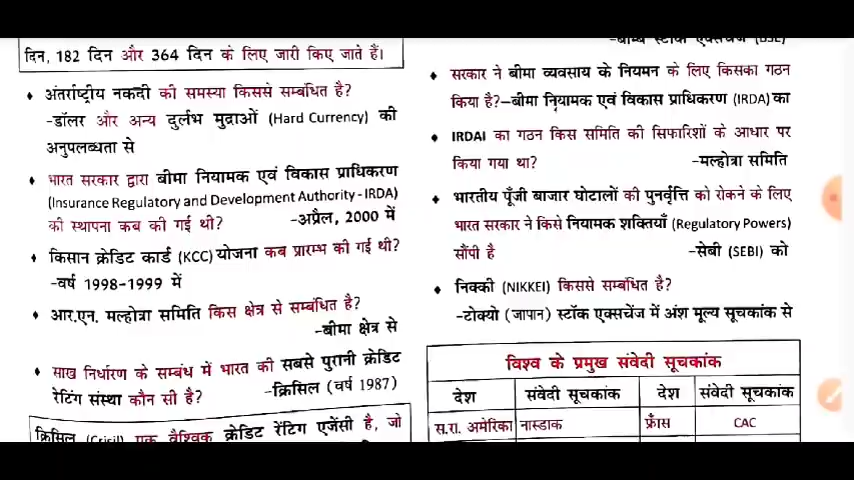 दिन, 182 दिन और 364 दिन के लिए जारी किए जाते हैं।
♦ अंतर्राष्ट्रीय नकदी की समस्या किससे सम्बंधित है?
-डॉलर और अन्य दुर्लभ मुद्राओं (Hard Currency) की
अनुपलब्धता से
♦ भारत सरकार द्वारा बीमा नियामक एवं विकास प्राधिकरण
(Insurance Regulatory and Development Authority-IRDA)
की स्थापना कब की गई थी? -अप्रैल, 2000 में
♦ किसान क्रेडिट कार्ड (KCC) योजना कब प्रारम्भ की गई थी?
-वर्ष 1998-1999 में
♦ आर.एन. मल्होत्रा समिति किस क्षेत्र से सम्बंधित है?
-बीमा क्षेत्र से
♦ साख निर्धारण के सम्बंध में भारत की सबसे पुरानी क्रेडिट
रेटिंग संस्था कौन सी है? -क्रिसिल (वर्ष 1987)
क्रिसिल (Crisil) एक वैश्विक क्रेडिट रेटिंग एजेंसी है, जो
-बॉम्बे स्टॉक एक्सचेंज (BSE)
♦ सरकार ने बीमा व्यवसाय के नियमन के लिए किसका गठन
किया है?-बीमा नियामक एवं विकास प्राधिकरण (IRDA) का
♦ IRDAI का गठन किस समिति की सिफारिशों के आधार पर
किया गया था? -मल्होत्रा समिति
♦ भारतीय पूँजी बाजार घोटालों की पुनर्वृत्ति को रोकने के लिए
भारत सरकार ने किसे नियामक शक्तियाँ (Regulatory Powers)
सौंपी है -सेबी (SEBI) को
♦ निक्की (NIKKEI) किससे सम्बंधित है?
-टोक्यो (जापान) स्टॉक एक्सचेंज में अंश मूल्य सूचकांक से
विश्व के प्रमुख संवेदी सूचकांक
देश संवेदी सूचकांक देश संवेदी सूचकांक
स.रा. अमेरिका नास्डाक फ्राँस CAC